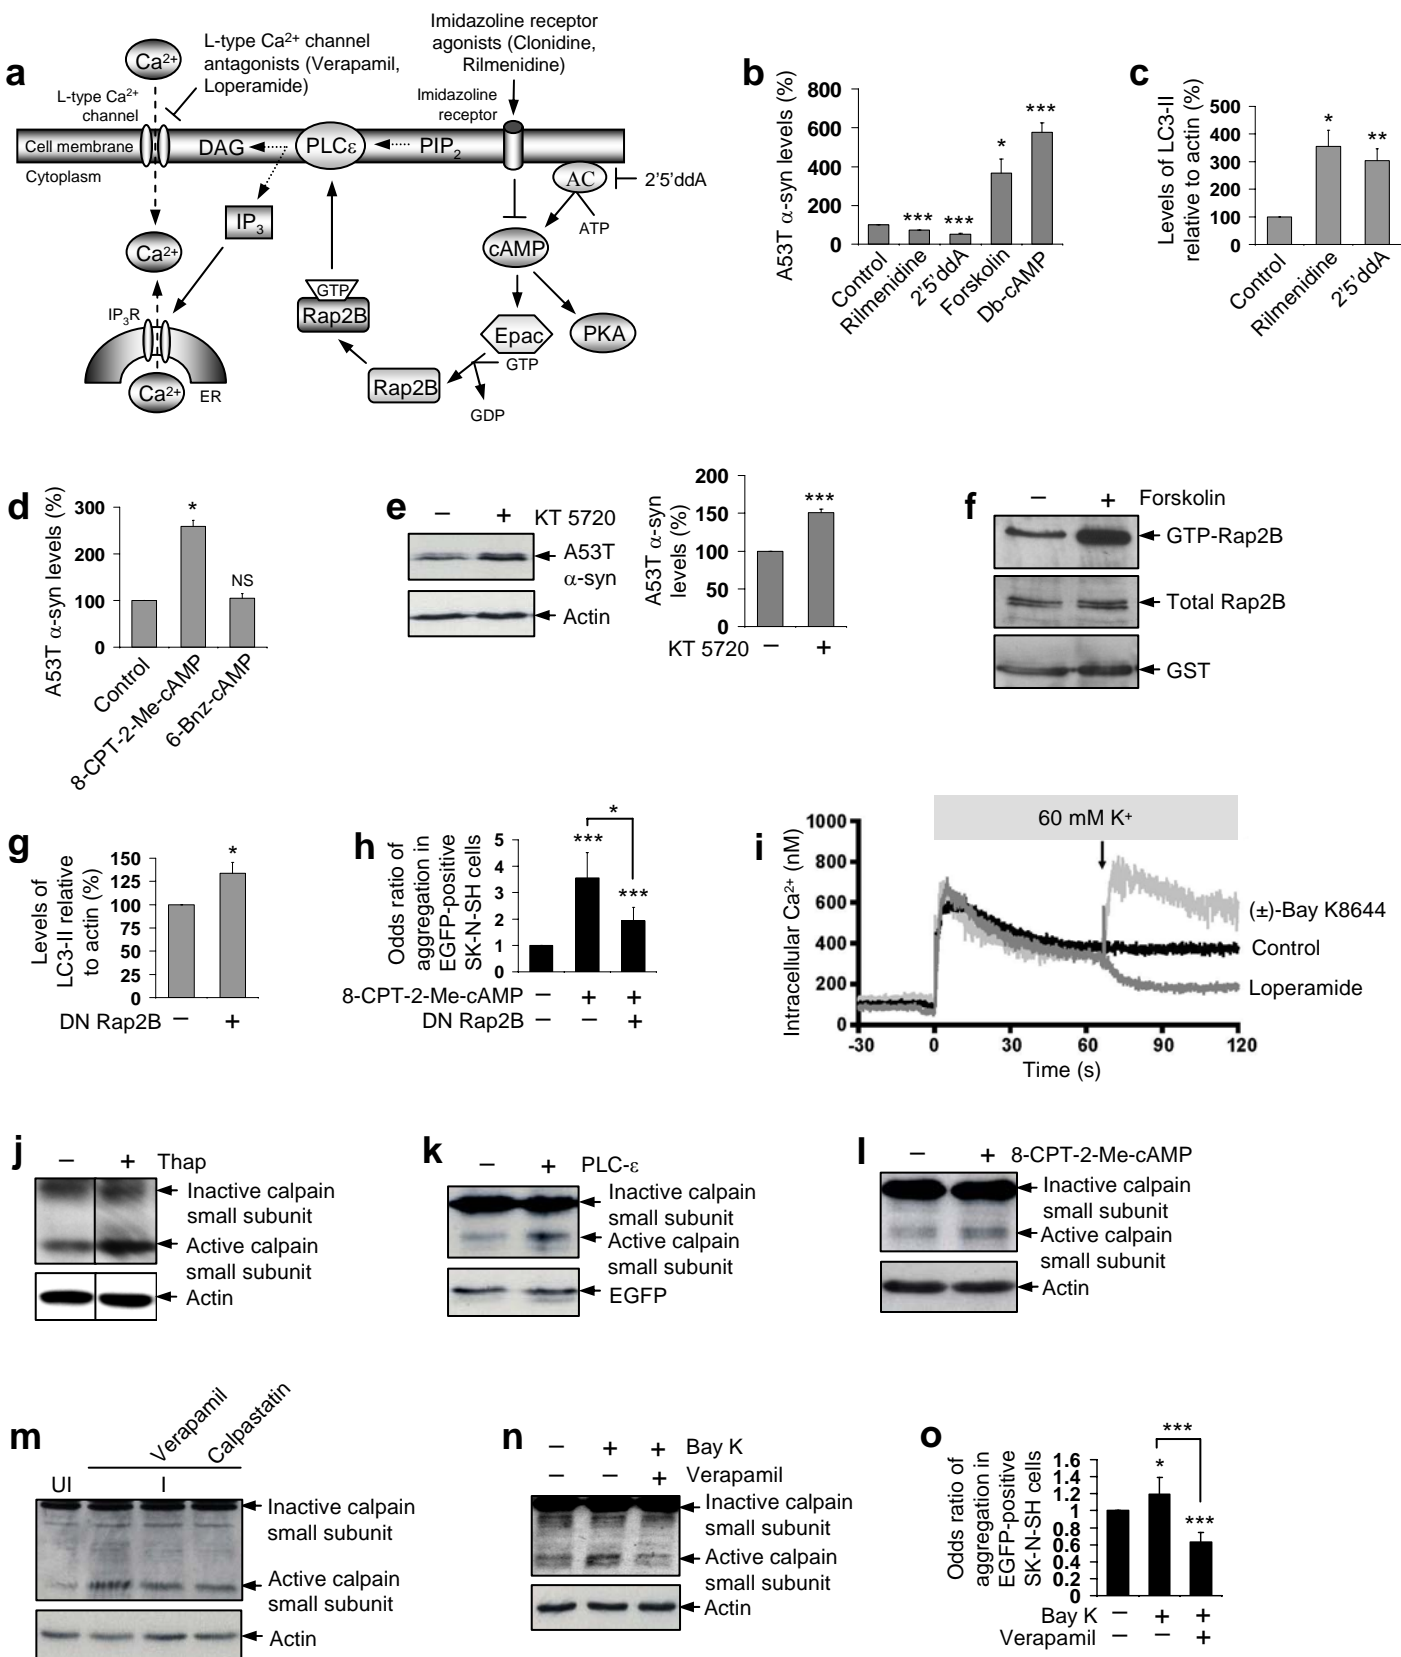 a
Ca2+
L-type Ca2+ channel
antagonists (Verapamil,
Loperamide)
Imidazoline receptor
agonists (Clonidine,
Rilmenidine)
L-type Ca2+
channel
Imidazoline
receptor
Cell membrane
DAG
PLCε
PIP2
Cytoplasm
AC
2'5'ddA
IP3
ATP
Ca2+
cAMP
GTP
Rap2B
IP3R
Epac
PKA
GTP
Rap2B
Ca2+
ER
GDP
b
A53T α-syn levels (%)
800
600
400
200
0
***
***
*
***
Control
Rilmenidine
2'5'ddA
Forskolin
Db-cAMP
c
Levels of LC3-II
relative to actin (%)
500
400
300
200
100
0
*
**
Control
Rilmenidine
2'5'ddA
d
A53T α-syn levels (%)
300
200
100
0
*
NS
Control
8-CPT-2-Me-cAMP
6-Bnz-cAMP
e
– + KT 5720
A53T
α-syn
Actin
A53T α-syn
levels (%)
200
150
100
50
0
***
KT 5720 – +
f
– + Forskolin
GTP-Rap2B
Total Rap2B
GST
g
Levels of
LC3-II relative
to actin (%)
150
125
100
75
50
25
0
*
DN Rap2B – +
h
Odds ratio of
aggregation in
EGFP-positive
SK-N-SH cells
5
4
3
2
1
0
*
***
***
8-CPT-2-Me-cAMP – + +
DN Rap2B – – +
i
60 mM K+
Intracellular Ca2+ (nM)
1000
800
600
400
200
0
(±)-Bay K8644
Control
Loperamide
-30 0 30 60 90 120
Time (s)
j
– + Thap
Inactive calpain
small subunit
Active calpain
small subunit
Actin
k
– + PLC-ε
Inactive calpain
small subunit
Active calpain
small subunit
EGFP
l
– + 8-CPT-2-Me-cAMP
Inactive calpain
small subunit
Active calpain
small subunit
Actin
m
Verapamil
Calpastatin
UI I
Inactive calpain
small subunit
Active calpain
small subunit
Actin
n
– + + Bay K
Verapamil
+
Inactive calpain
small subunit
Active calpain
small subunit
Actin
– –
o
Odds ratio of
aggregation in
EGFP-positive
SK-N-SH cells
1.6
1.4
1.2
1
0.8
0.6
0.4
0.2
0
***
*
***
Bay K – + +
Verapamil – – +